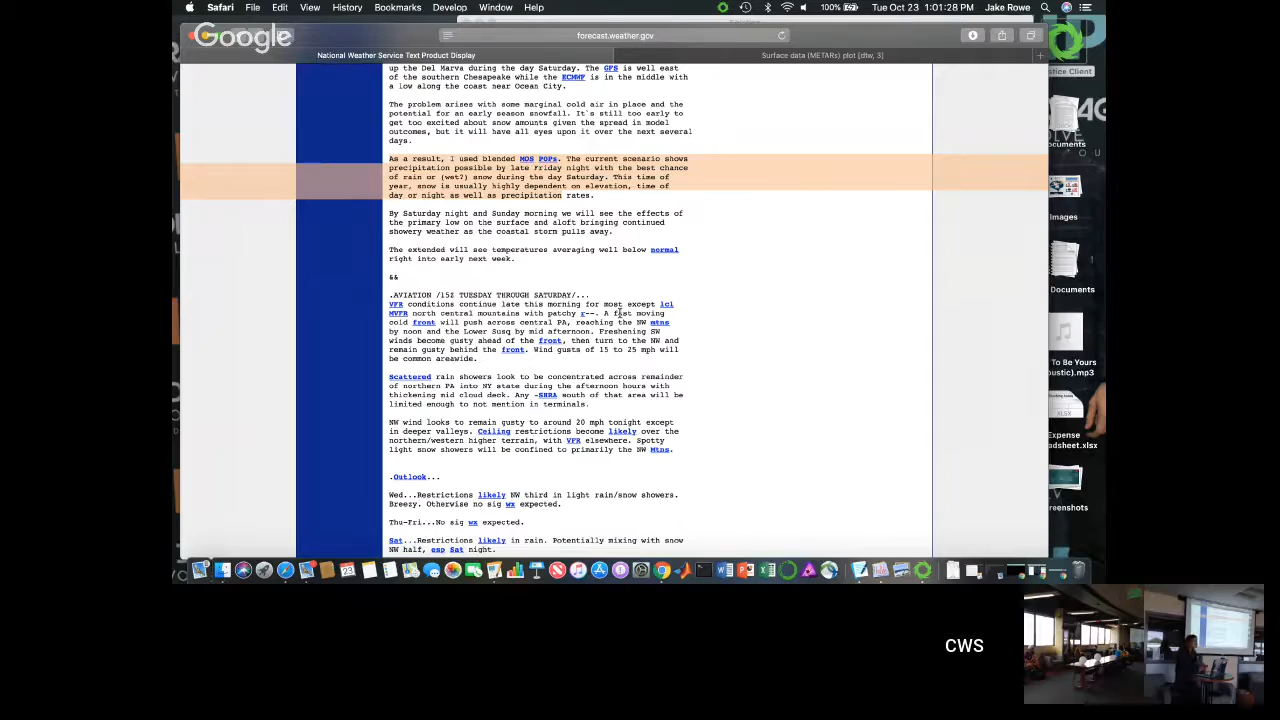 Safari File Edit View History Bookmarks Develop Window Help 100% Tue Oct 23 1:01:28 PM Jake Rowe
Google
forecast.weather.gov
National Weather Service Text Product Display
Surface data (METARs) plot [dtw, 3]
up the Del Marva during the day Saturday. The GFS is well east
of the southern Chesapeake while the ECMWF is in the middle with
a low along the coast near Ocean City.
The problem arises with some marginal cold air in place and the
potential for an early season snowfall. It`s still too early to
get too excited about snow amounts given the spread in model
outcomes, but it will have all eyes upon it over the next several
days.
As a result, I used blended MOS POPs. The current scenario shows
precipitation possible by late Friday night with the best chance
of rain or (wet?) snow during the day Saturday. This time of
year, snow is usually highly dependent on elevation, time of
day or night as well as precipitation rates.
By Saturday night and Sunday morning we will see the effects of
the primary low on the surface and aloft bringing continued
showery weather as the coastal storm pulls away.
The extended will see temperatures averaging well below normal
right into early next week.
&&
.AVIATION /15Z TUESDAY THROUGH SATURDAY/...
VFR conditions continue late this morning for most except lcl
MVFR north central mountains with patchy r--. A fast moving
cold front will push across central PA, reaching the NW mtns
by noon and the Lower Susq by mid afternoon. Freshening SW
winds become gusty ahead of the front, then turn to the NW and
remain gusty behind the front. Wind gusts of 15 to 25 mph will
be common areawide.
Scattered rain showers look to be concentrated across remainder
of northern PA into NY state during the afternoon hours with
thickening mid cloud deck. Any -SHRA south of that area will be
limited enough to not mention in terminals.
NW wind looks to remain gusty to around 20 mph tonight except
in deeper valleys. Ceiling restrictions become likely over the
northern/western higher terrain, with VFR elsewhere. Spotty
light snow showers will be confined to primarily the NW Mtns.
.Outlook...
Wed...Restrictions likely NW third in light rain/snow showers.
Breezy. Otherwise no sig wx expected.
Thu-Fri...No sig wx expected.
Sat...Restrictions likely in rain. Potentially mixing with snow
NW half, esp Sat night.
stice Client
ocuments
Images
Documents
To Be Yours
ustic).mp3
XLSX
Expense
adsheet.xlsx
reenshots
CWS